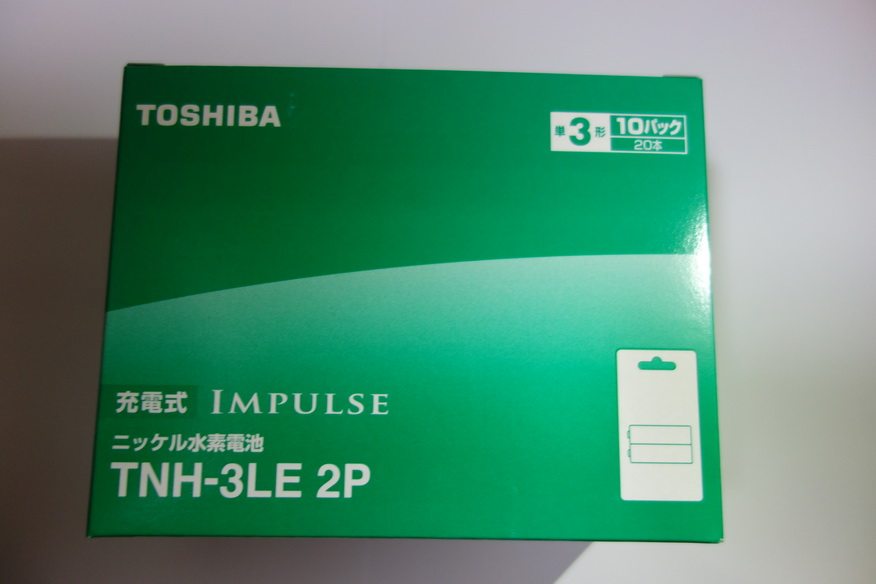 TOSHIBA
単3形 10パック
20本
充電式 IMPULSE
ニッケル水素電池
TNH-3LE 2P